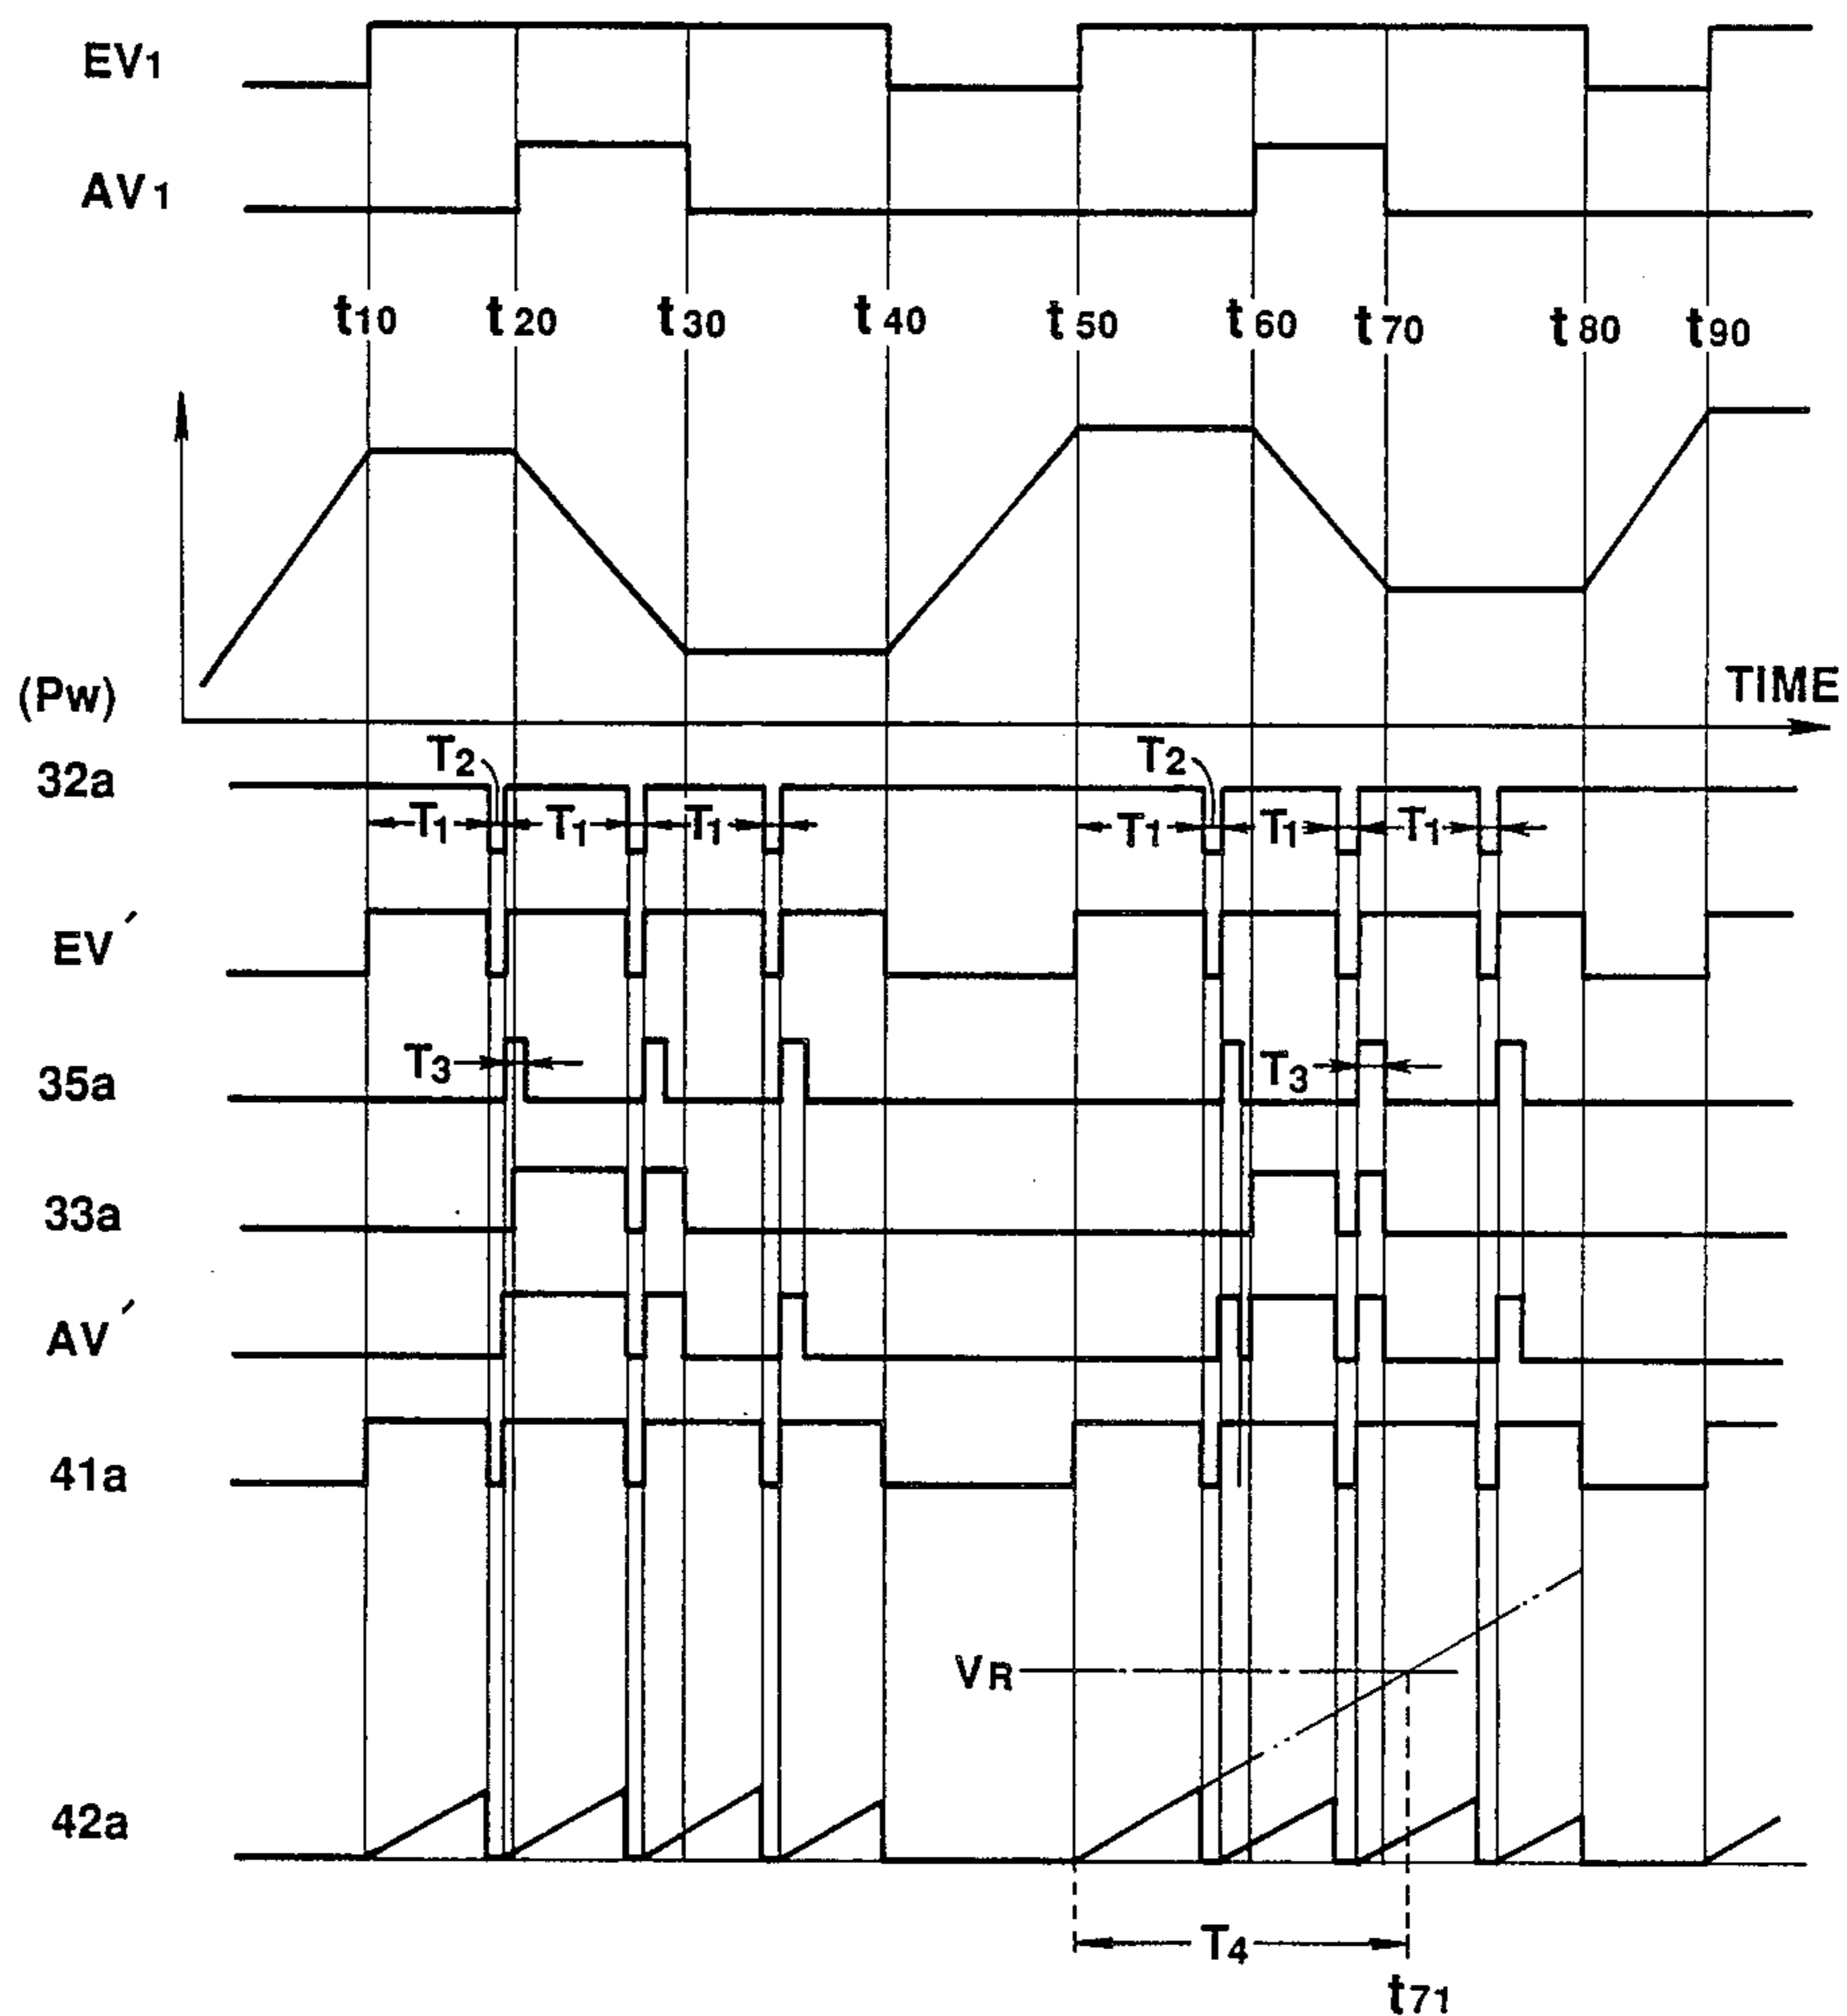 EV1
AV1
t10 t20 t30 t40 t50 t60 t70 t80 t90
(Pw)
TIME
T2 T2
32a
T1 T1 T1 T1 T1 T1
EV´
T3 T3
35a
33a
AV´
41a
VR
42a
T4
t71